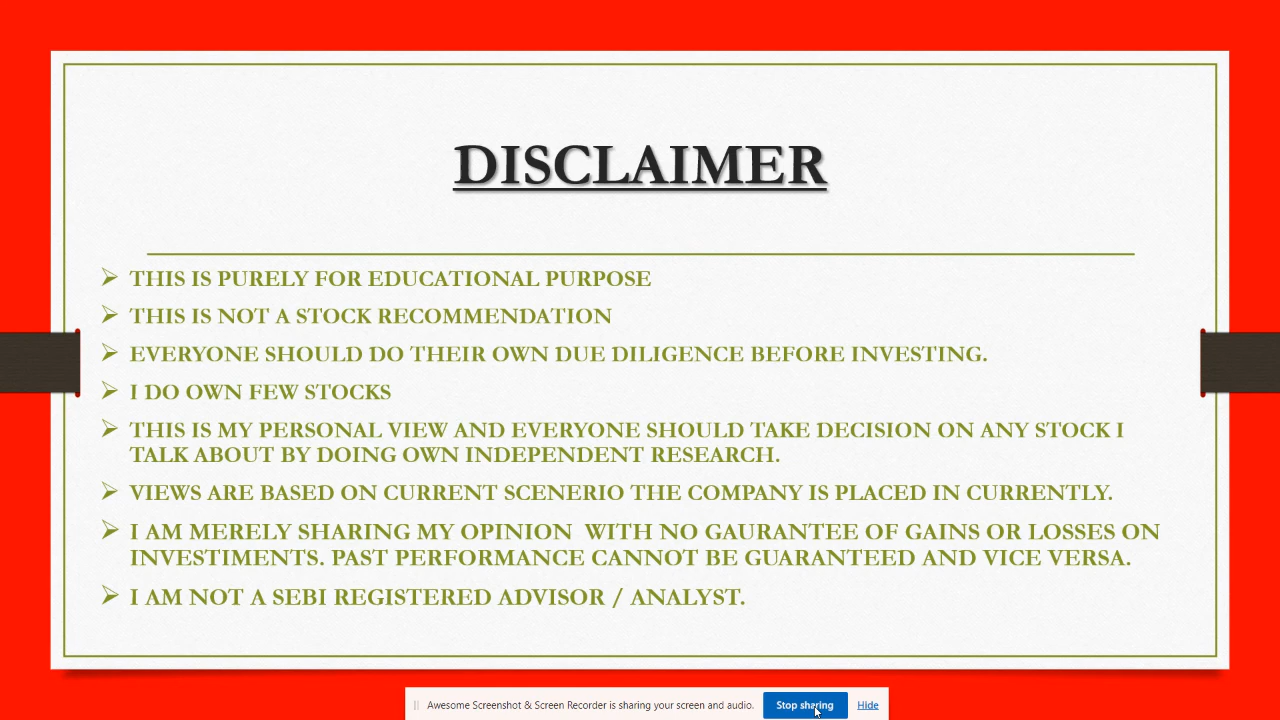 DISCLAIMER
THIS IS PURELY FOR EDUCATIONAL PURPOSE
THIS IS NOT A STOCK RECOMMENDATION
EVERYONE SHOULD DO THEIR OWN DUE DILIGENCE BEFORE INVESTING.
I DO OWN FEW STOCKS
THIS IS MY PERSONAL VIEW AND EVERYONE SHOULD TAKE DECISION ON ANY STOCK I
TALK ABOUT BY DOING OWN INDEPENDENT RESEARCH.
VIEWS ARE BASED ON CURRENT SCENERIO THE COMPANY IS PLACED IN CURRENTLY.
I AM MERELY SHARING MY OPINION WITH NO GAURANTEE OF GAINS OR LOSSES ON
INVESTIMENTS. PAST PERFORMANCE CANNOT BE GUARANTEED AND VICE VERSA.
I AM NOT A SEBI REGISTERED ADVISOR / ANALYST.
Awesome Screenshot & Screen Recorder is sharing your screen and audio. Stop sharing Hide